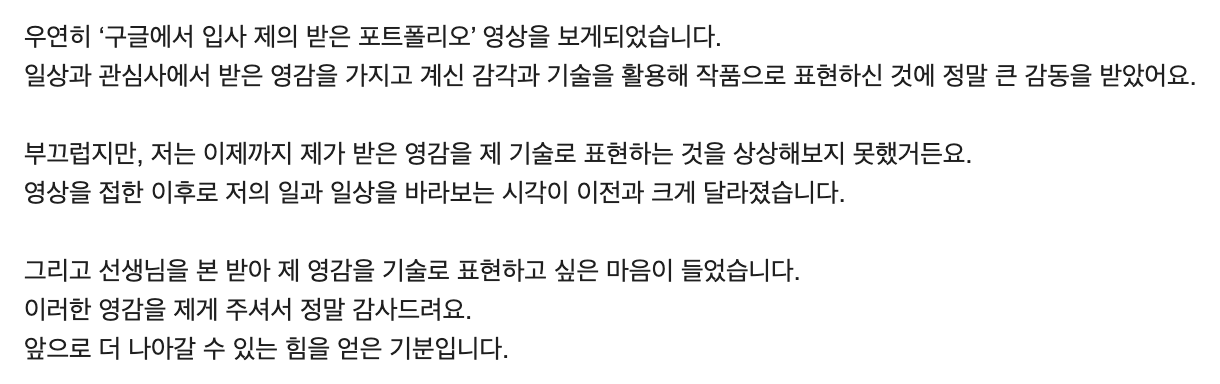 우연히 ‘구글에서 입사 제의 받은 포트폴리오’ 영상을 보게되었습니다.
일상과 관심사에서 받은 영감을 가지고 계신 감각과 기술을 활용해 작품으로 표현하신 것에 정말 큰 감동을 받았어요.
부끄럽지만, 저는 이제까지 제가 받은 영감을 제 기술로 표현하는 것을 상상해보지 못했거든요.
영상을 접한 이후로 저의 일과 일상을 바라보는 시각이 이전과 크게 달라졌습니다.
그리고 선생님을 본 받아 제 영감을 기술로 표현하고 싶은 마음이 들었습니다.
이러한 영감을 제게 주셔서 정말 감사드려요.
앞으로 더 나아갈 수 있는 힘을 얻은 기분입니다.